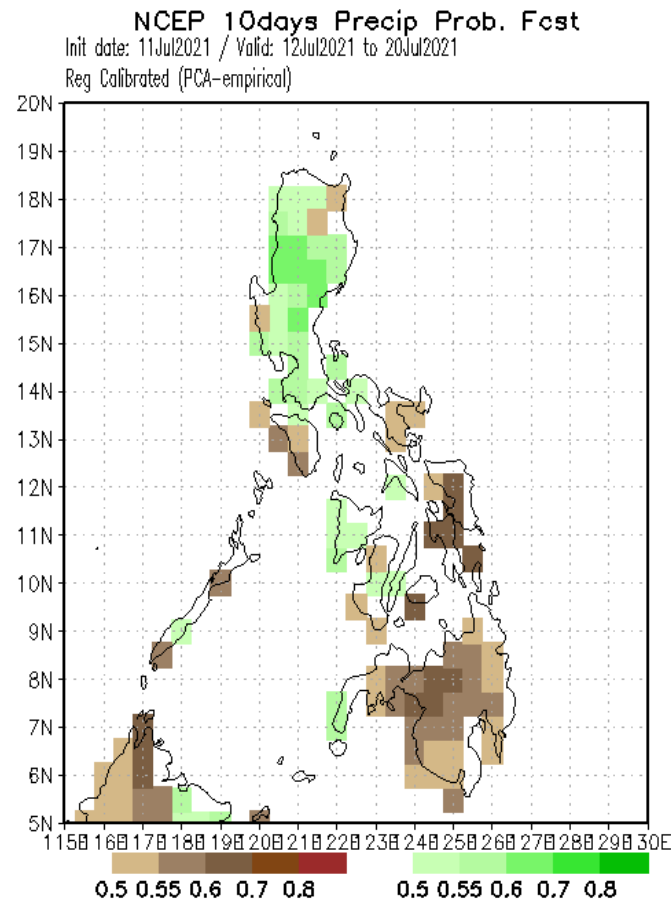 NCEP 10days Precip Prob. Fcst
Init date: 11Jul2021 / Valid: 12Jul2021 to 20Jul2021
Reg Calibrated (PCA-empirical)
20N
19N
18N
17N
16N
15N
14N
13N
12N
11N
10N
9N
8N
7N
6N
5N
115E 116E 117E 118E 119E 120E 121E 122E 123E 124E 125E 126E 127E 128E 129E 130E
0.5 0.55 0.6 0.7 0.8 0.5 0.55 0.6 0.7 0.8